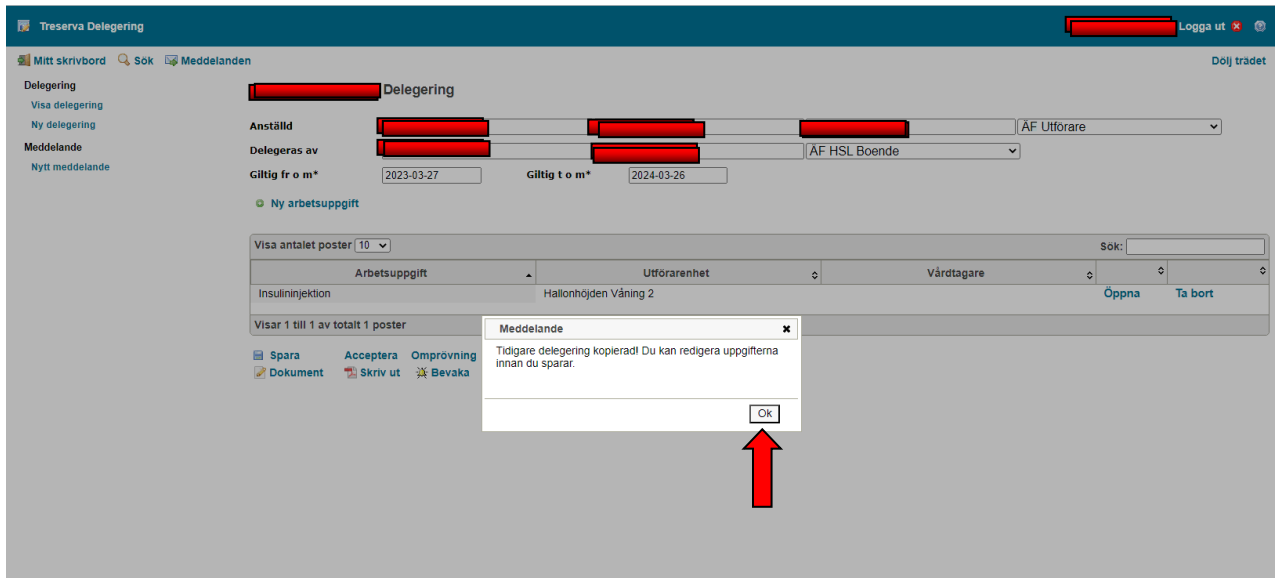 Treserva Delegering
Logga ut
Mitt skrivbord Sök Meddelanden
Dölj trädet
Delegering
Visa delegering
Ny delegering
Meddelande
Nytt meddelande
Delegering
Anställd ÄF Utförare
Delegeras av ÄF HSL Boende
Giltig fr o m* 2023-03-27 Giltig t o m* 2024-03-26
Ny arbetsuppgift
Visa antalet poster 10 Sök:
Arbetsuppgift Utförarenhet Vårdtagare
Insulininjektion Hallonhöjden Våning 2 Öppna Ta bort
Visar 1 till 1 av totalt 1 poster
Spara Acceptera Omprövning
Dokument Skriv ut Bevaka
Meddelande
Tidigare delegering kopierad! Du kan redigera uppgifterna
innan du sparar.
Ok